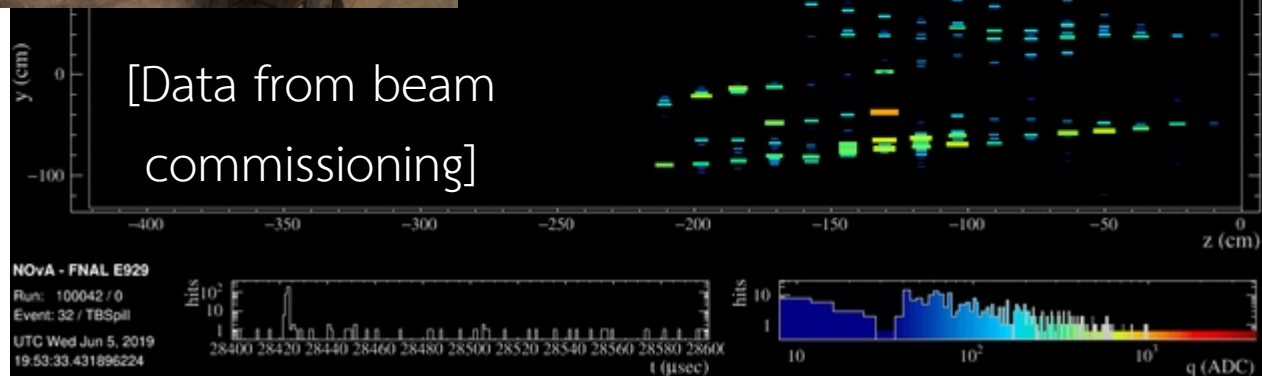 y (cm)
0
-100
[Data from beam
commissioning]
-400 -350 -300 -250 -200 -150 -100 -50 0
z (cm)
NOvA - FNAL E929
Run: 100042 / 0
Event: 32 / TBSpill
UTC Wed Jun 5, 2019
19:53:33.431896224
hits
10²
10
1
28400 28420 28440 28460 28480 28500 28520 28540 28560 28580 2860
t (μsec)
hits
10
1
10 10² 10³
q (ADC)